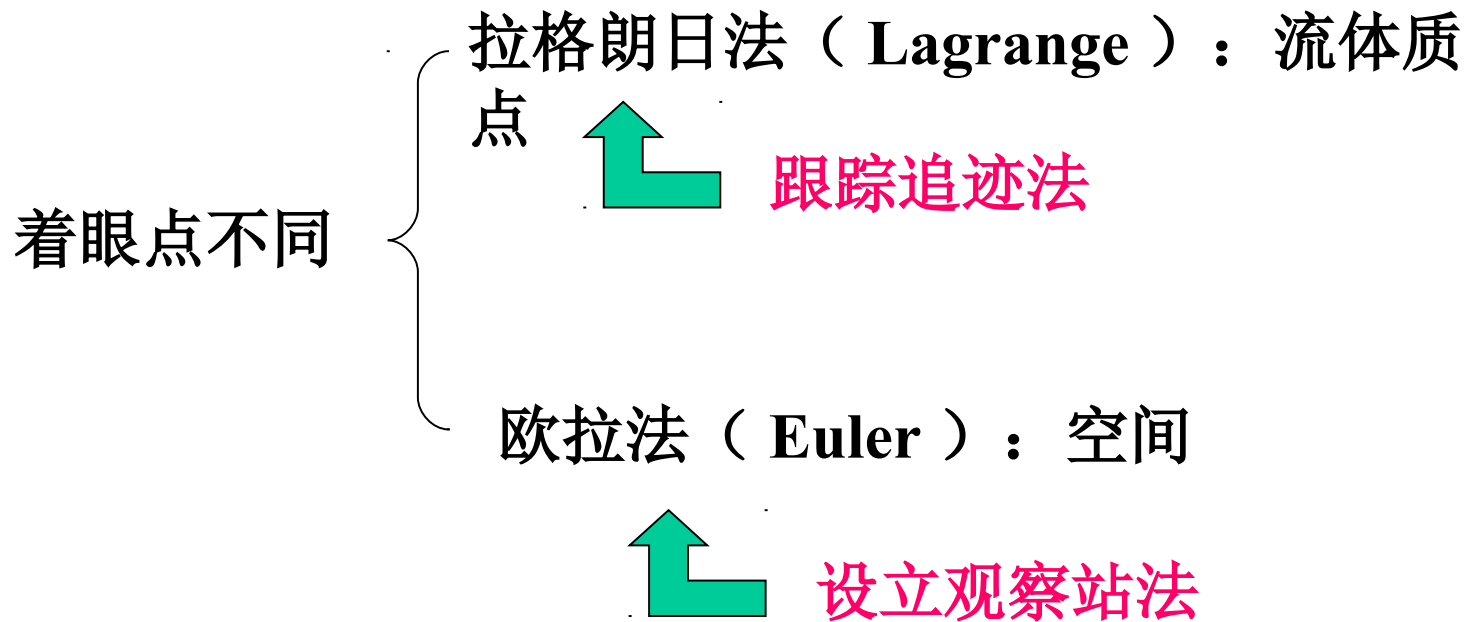 拉格朗日法（ Lagrange ）：流体质
点
跟踪追迹法
着眼点不同
欧拉法（ Euler ）：空间
设立观察站法